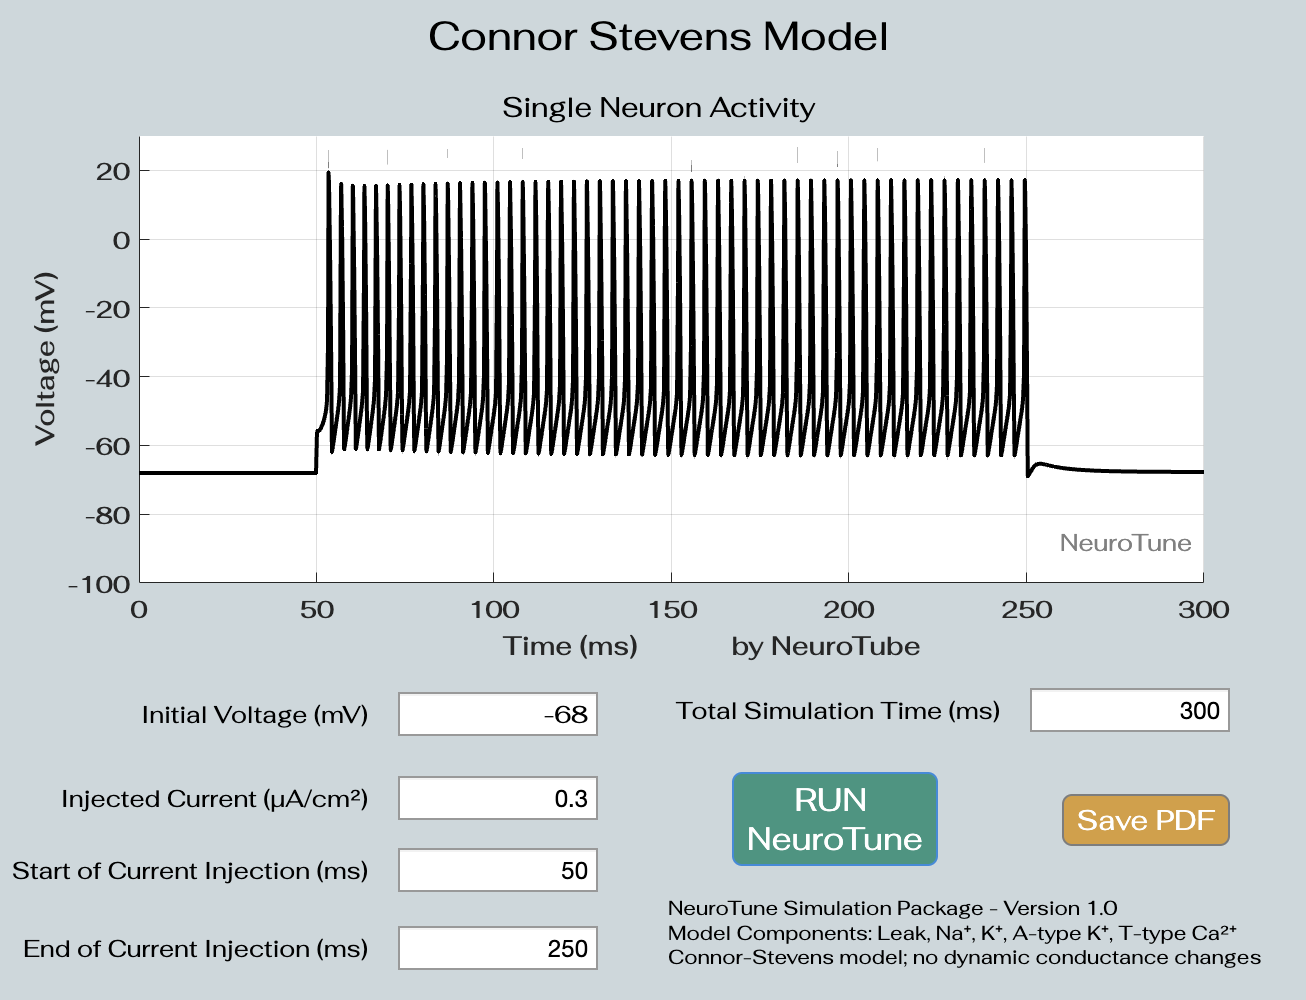 Connor Stevens Model
Single Neuron Activity
20
0
-20
-40
-60
-80
-100
Voltage (mV)
NeuroTune
0 50 100 150 200 250 300
Time (ms) by NeuroTube
Initial Voltage (mV) -68
Total Simulation Time (ms) 300
Injected Current (µA/cm²) 0.3
Start of Current Injection (ms) 50
End of Current Injection (ms) 250
RUN
NeuroTune
Save PDF
NeuroTune Simulation Package - Version 1.0
Model Components: Leak, Na⁺, K⁺, A-type K⁺, T-type Ca²⁺
Connor-Stevens model; no dynamic conductance changes